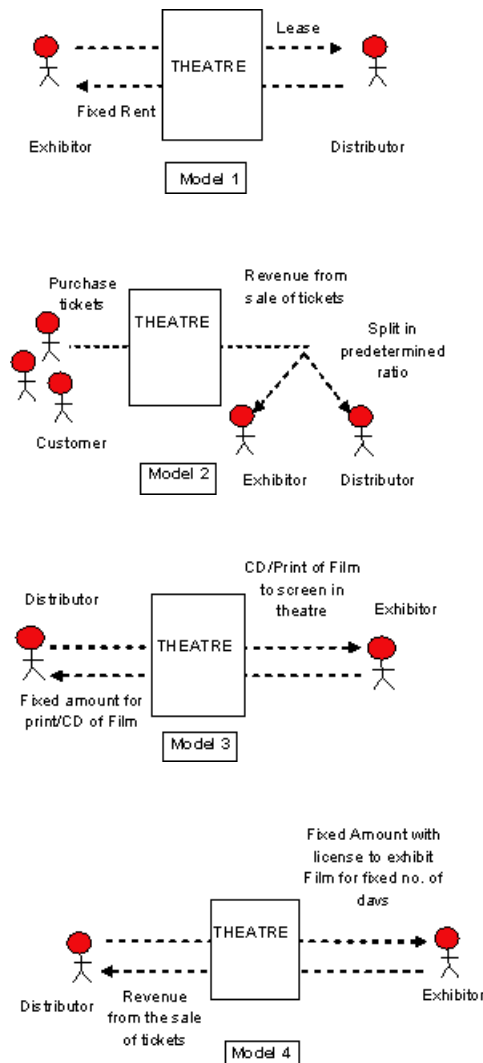 Lease
THEATRE
Fixed Rent
Exhibitor
Distributor
Model 1
Purchase
tickets
Revenue from
sale of tickets
THEATRE
Split in
predetermined
ratio
Customer
Model 2
Exhibitor
Distributor
CD/Print of Film
to screen in
theatre
Distributor
Exhibitor
THEATRE
Fixed amount for
print/CD of Film
Model 3
Fixed Amount with
license to exhibit
Film for fixed no. of
days
THEATRE
Distributor
Revenue
from the sale
of tickets
Exhibitor
Model 4